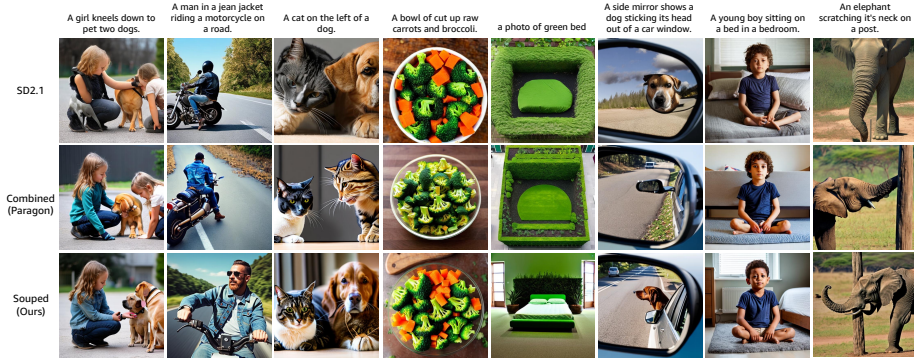 A girl kneels down to
pet two dogs.
A man in a jean jacket
riding a motorcycle on
a road.
A cat on the left of a
dog.
A bowl of cut up raw
carrots and broccoli.
a photo of green bed
A side mirror shows a
dog sticking its head
out of a car window.
A young boy sitting on
a bed in a bedroom.
An elephant
scratching it's neck on
a post.
SD2.1
Combined
(Paragon)
Souped
(Ours)